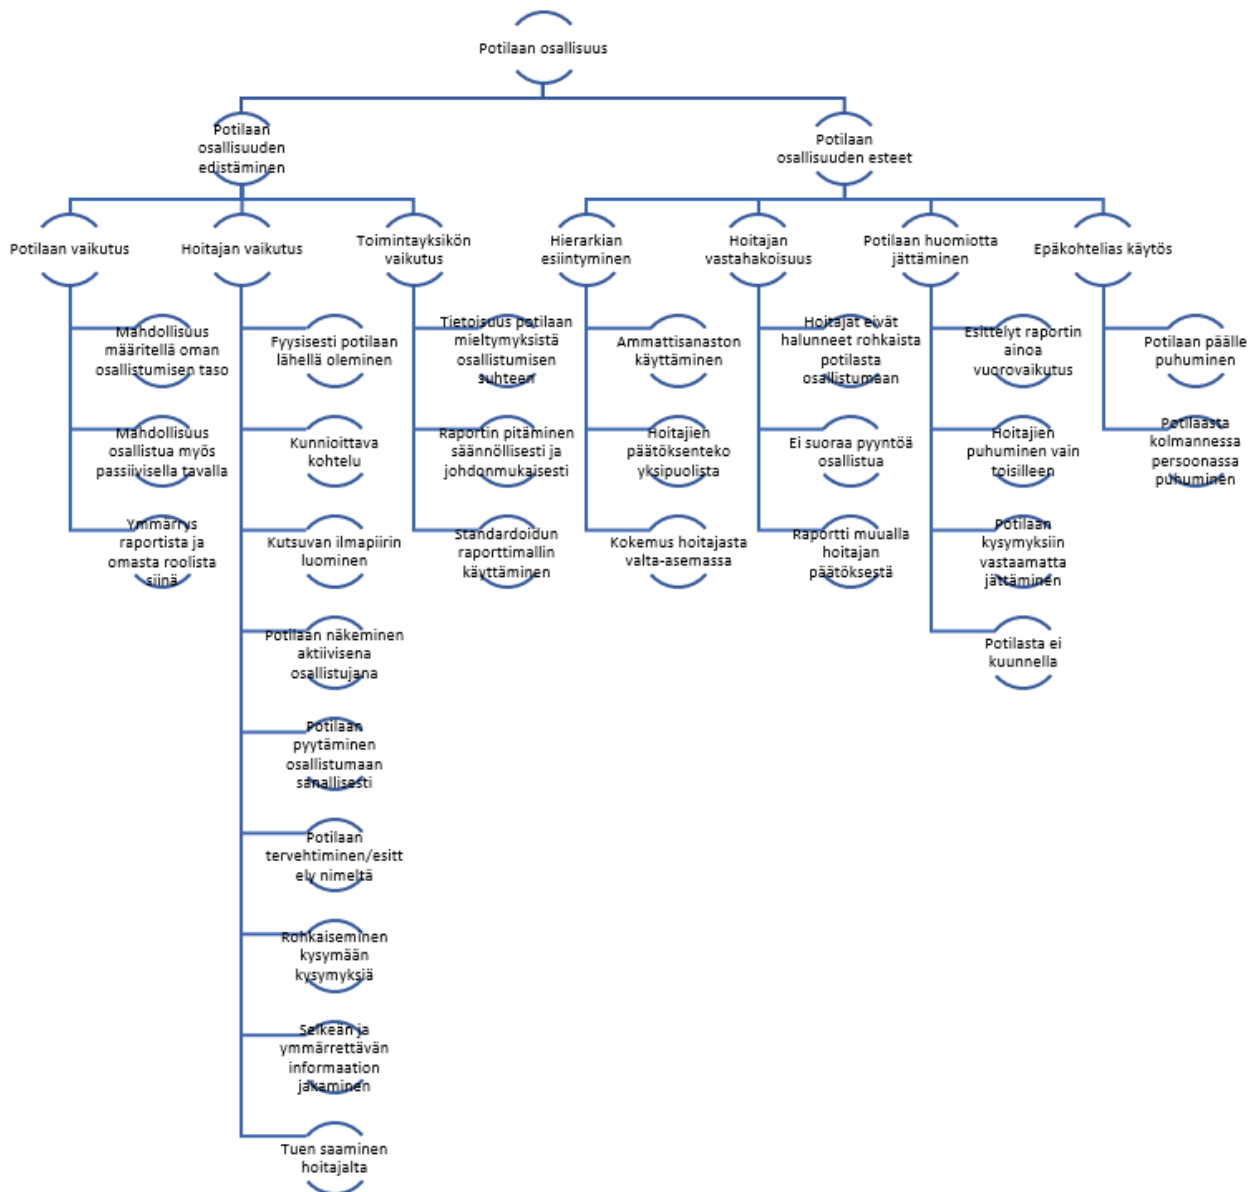 Potilaan osallisuus
Potilaan
osallisuuden
edistäminen
Potilaan
osallisuuden esteet
Potilaan vaikutus
Hoitajan vaikutus
Toimintayksikön
vaikutus
Hierarkian
esiintyminen
Hoitajan
vastahakoisuus
Potilaan huomiotta
jättäminen
Epäkohtelias käytös
Mahdollisuus
määritellä oman
osallistumisen taso
Mahdollisuus
osallistua myös
passiivisella tavalla
Ymmärrys
raportista ja
omasta roolista
siinä
Fyysisesti potilaan
lähellä oleminen
Kunnioittava
kohtelu
Kutsuvan ilmapiirin
luominen
Potilaan näkeminen
aktiivisena
osallistujana
Potilaan
pyytäminen
osallistumaan
sanallisesti
Potilaan
tervehtiminen/esitt
ely nimeltä
Rohkaiseminen
kysymään
kysymyksiä
Selkeän ja
ymmärrettävän
informaation
jakaminen
Tuen saaminen
hoitajalta
Tietoisuus potilaan
mieltymyksistä
osallistumisen
suhteen
Raportin pitäminen
säännöllisesti ja
johdonmukaisesti
Standardoidun
raporttimallin
käyttäminen
Ammattisanaston
käyttäminen
Hoitajien
päätöksenteko
yksipuolista
Kokemus hoitajasta
valta-asemassa
Hoitajat eivät
halunneet rohkaista
potilasta
osallistumaan
Ei suoraa pyyntöä
osallistua
Raportti muualla
hoitajan
päätöksestä
Esittelyt raportin
ainoa
vuorovaikutus
Hoitajien
puhuminen vain
toisilleen
Potilaan
kysymyksiin
vastaamatta
jättäminen
Potilasta ei
kuunnella
Potilaan päälle
puhuminen
Potilaasta
kolmannessa
persoonassa
puhuminen